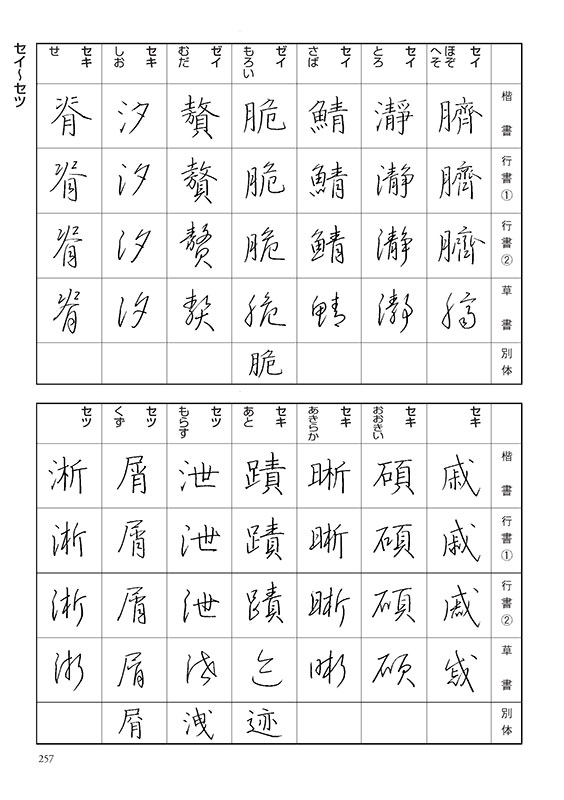 セイ〜セツ
楷書
行書①
行書②
草書
別体
セイ
ほぞ
へそ
臍
臍
臍
臍
セイ
とろ
瀞
瀞
瀞
瀞
セイ
さば
鯖
鯖
鯖
鯖
ゼイ
もろい
脆
脆
脆
脆
脆
ゼイ
むだ
贅
贅
贅
贅
セキ
しお
汐
汐
汐
汐
セキ
せ
脊
脊
脊
脊
楷書
行書①
行書②
草書
別体
セキ
戚
戚
戚
戚
セキ
おおきい
碩
碩
碩
碩
セキ
あきらか
晰
晰
晰
晰
セキ
あと
蹟
蹟
蹟
迹
セツ
もらす
泄
泄
泄
泄
洩
セツ
くず
屑
屑
屑
屑
屑
セツ
浙
浙
浙
浙
257